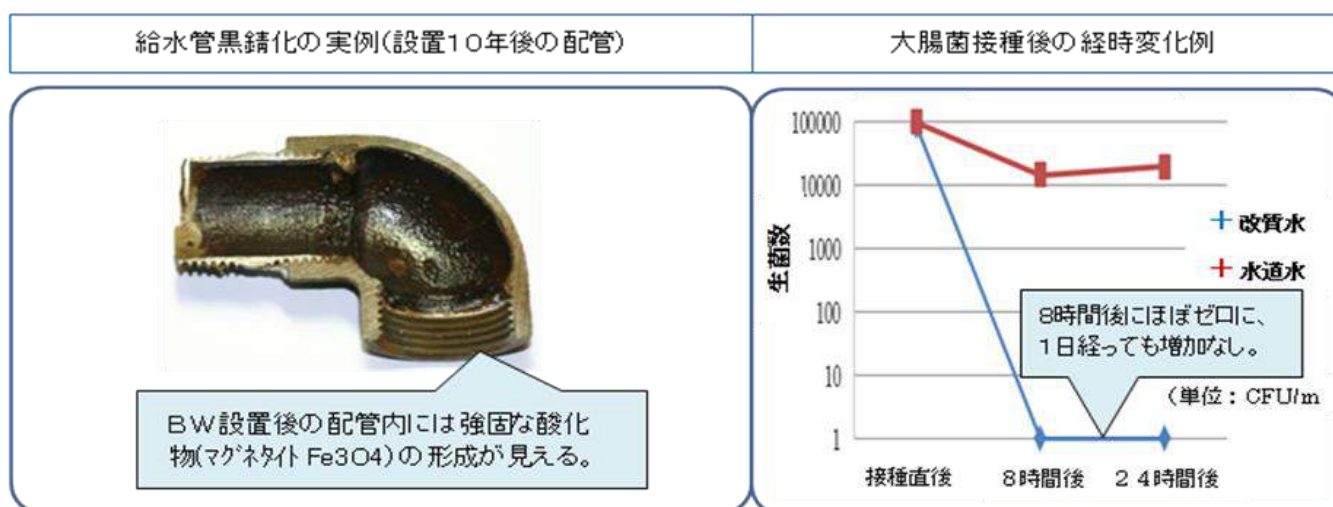 給水管黒錆化の実例(設置10年後の配管)
大腸菌接種後の経時変化例
BW設置後の配管内には強固な酸化
物(マグネタイトFe3O4)の形成が見える。
生菌数
100000
10000
1000
100
10
1
改質水
水道水
8時間後にほぼゼロに、
1日経っても増加なし。
(単位:CFU/m
接種直後 8時間後 24時間後